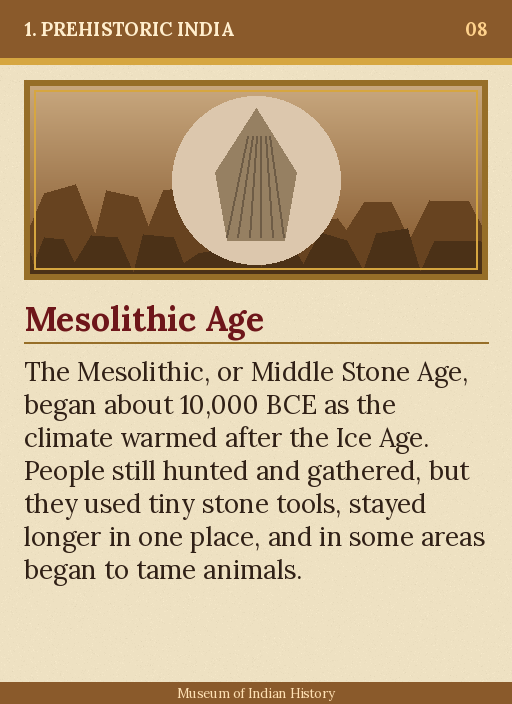 1. PREHISTORIC INDIA
08
Mesolithic Age
The Mesolithic, or Middle Stone Age,
began about 10,000 BCE as the
climate warmed after the Ice Age.
People still hunted and gathered, but
they used tiny stone tools, stayed
longer in one place, and in some areas
began to tame animals.
Museum of Indian History